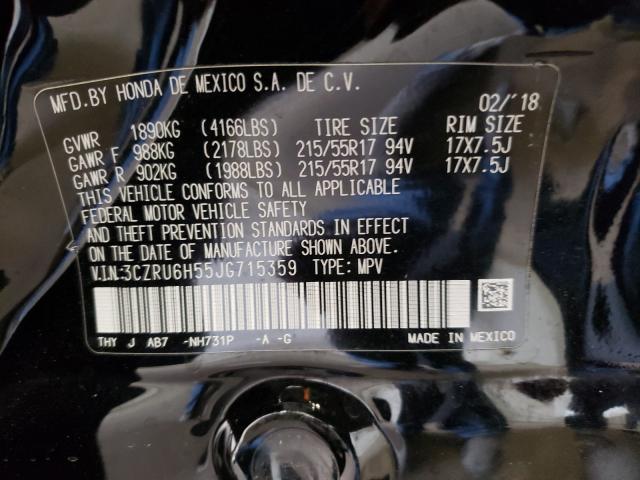 MFD.BY HONDA DE MEXICO S.A. DE C.V.
02/'18
GVWR 1890KG (4166LBS) TIRE SIZE RIM SIZE
GAWR F 988KG (2178LBS) 215/55R17 94V 17X7.5J
GAWR R 902KG (1988LBS) 215/55R17 94V 17X7.5J
THIS VEHICLE CONFORMS TO ALL APPLICABLE
FEDERAL MOTOR VEHICLE SAFETY
AND THEFT PREVENTION STANDARDS IN EFFECT
ON THE DATE OF MANUFACTURE SHOWN ABOVE.
V.I.N:3CZRU6H55JG715359 TYPE: MPV
THY J AB7 -NH731P -A -G MADE IN MEXICO